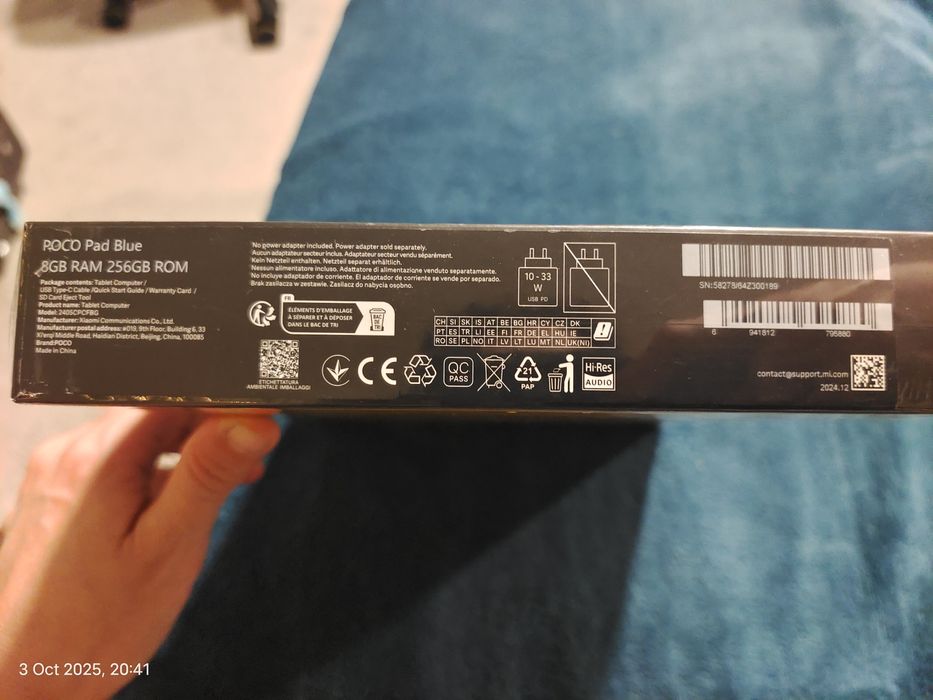 POCO Pad Blue
8GB RAM 256GB ROM
Package contents: Tablet Computer /
USB Type-C Cable /Quick Start Guide / Warranty Card /
SD Card Eject Tool
Product name: Tablet Computer
Model: 2405CPCFBG
Manufacturer: Xiaomi Communications Co., Ltd.
Manufacturer postal address: #019, 9th Floor, Building 6, 33
Xi'erqi Middle Road, Haidian District, Beijing, China, 100085
Brand:POCO
Made in China
No power adapter included. Power adapter sold separately.
Aucun adaptateur secteur inclus. Adaptateur secteur vendu séparément.
Kein Netzteil enthalten. Netzteil separat erhältlich.
Nessun alimentatore incluso. Adattatore di alimentazione venduto separatamente.
No incluye adaptador de corriente. El adaptador de corriente se vende por separado.
Brak zasilacza w zestawie. Zasilacz do nabycia osobno.
FR
ÉLÉMENTS D'EMBALLAGE
À SÉPARER ET À DÉPOSER
DANS LE BAC DE TRI
BAC
DE
TRI
ETICHETTATURA
AMBIENTALE IMBALLAGGI
10 - 33
W
USB PD
CH SI SK IS AT BE BG HR CY CZ DK
PT ES TR LI EE FI FR DE EL HU IE
RO SE PL NO IT LV LT LU MT NL UK(NI)
CE
QC
PASS
21
PAP
Hi-Res
AUDIO
SN:58278/64Z300189
6 941812 795880
contact@support.mi.com
2024.12
3 Oct 2025, 20:41